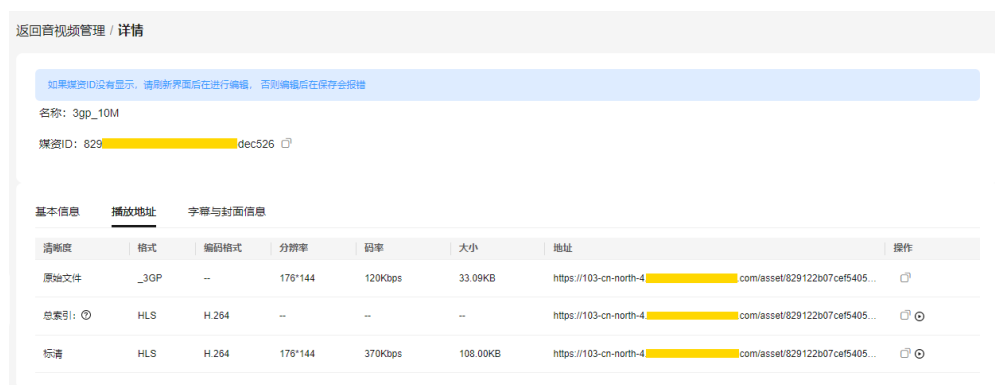 返回音视频管理 / 详情
如果媒资ID没有显示，请刷新界面后在进行编辑， 否则编辑后在保存会报错
名称：3gp_10M
媒资ID：829 dec526
基本信息 播放地址 字幕与封面信息
清晰度 格式 编码格式 分辨率 码率 大小 地址 操作
原始文件 _3GP -- 176*144 120Kbps 33.09KB https://103-cn-north-4. .com/asset/829122b07cef5405...
总索引： HLS H.264 -- -- -- https://103-cn-north-4. .com/asset/829122b07cef5405...
标清 HLS H.264 176*144 370Kbps 108.00KB https://103-cn-north-4. com/asset/829122b07cef5405...